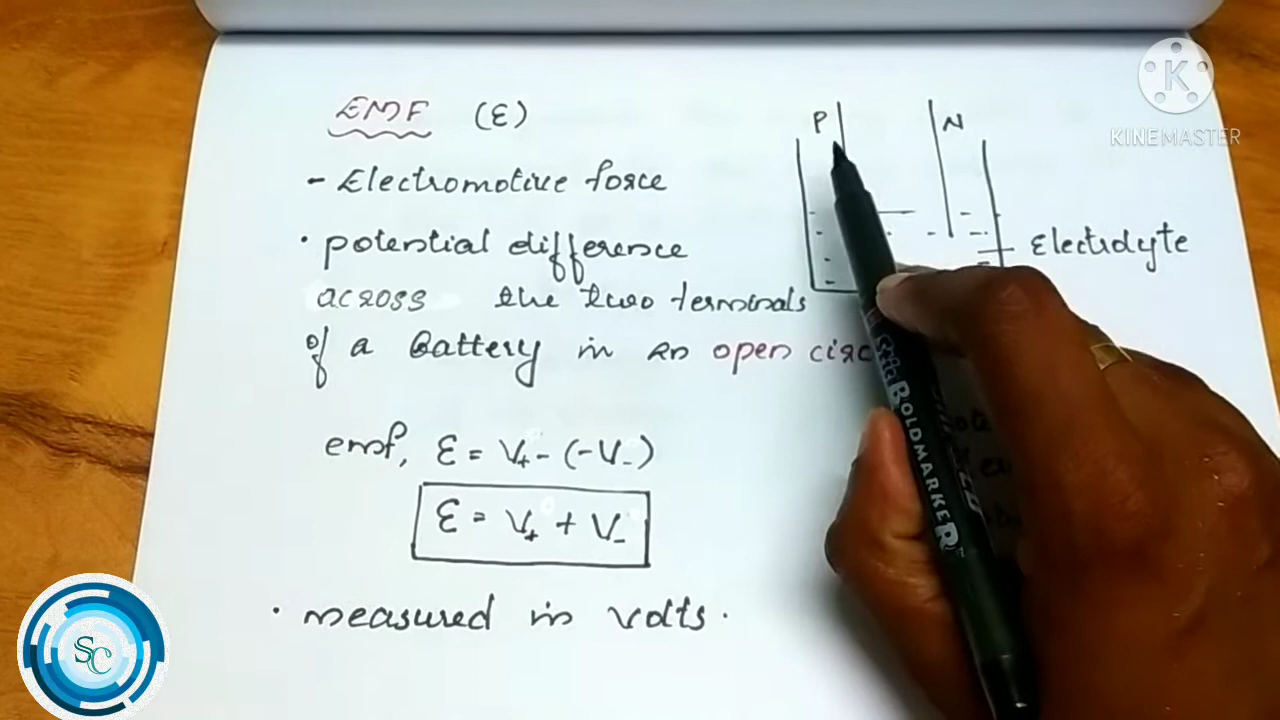 EMF (ε)
P
N
KINEMASTER
- Electromotive force
• potential difference
Electrolyte
across the two terminals
of a Battery in an open circ
emf, ε = V₊ - (-V₋)
ε = V₊ + V₋
• measured in volts.
BOLDMARKER
SC
K